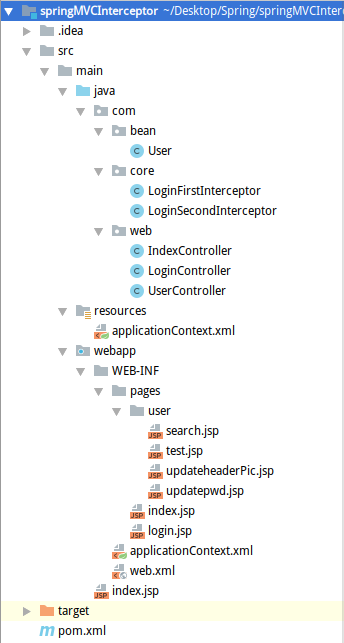 springMVCInterceptor ~/Desktop/Spring/springMVCInter
.idea
src
main
java
com
bean
User
core
LoginFirstInterceptor
LoginSecondInterceptor
web
IndexController
LoginController
UserController
resources
applicationContext.xml
webapp
WEB-INF
pages
user
search.jsp
test.jsp
updateheaderPic.jsp
updatepwd.jsp
index.jsp
login.jsp
applicationContext.xml
web.xml
index.jsp
target
pom.xml